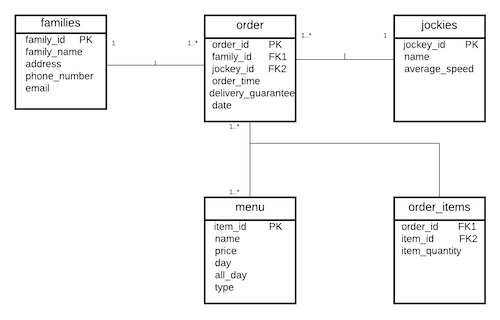 families
family_id PK
family_name
address
phone_number
email
1
1..*
order
order_id PK
family_id FK1
jockey_id FK2
order_time
delivery_guarantee
date
1..*
1
jockies
jockey_id PK
name
average_speed
1..*
1..*
menu
item_id PK
name
price
day
all_day
type
order_items
order_id FK1
item_id FK2
item_quantity